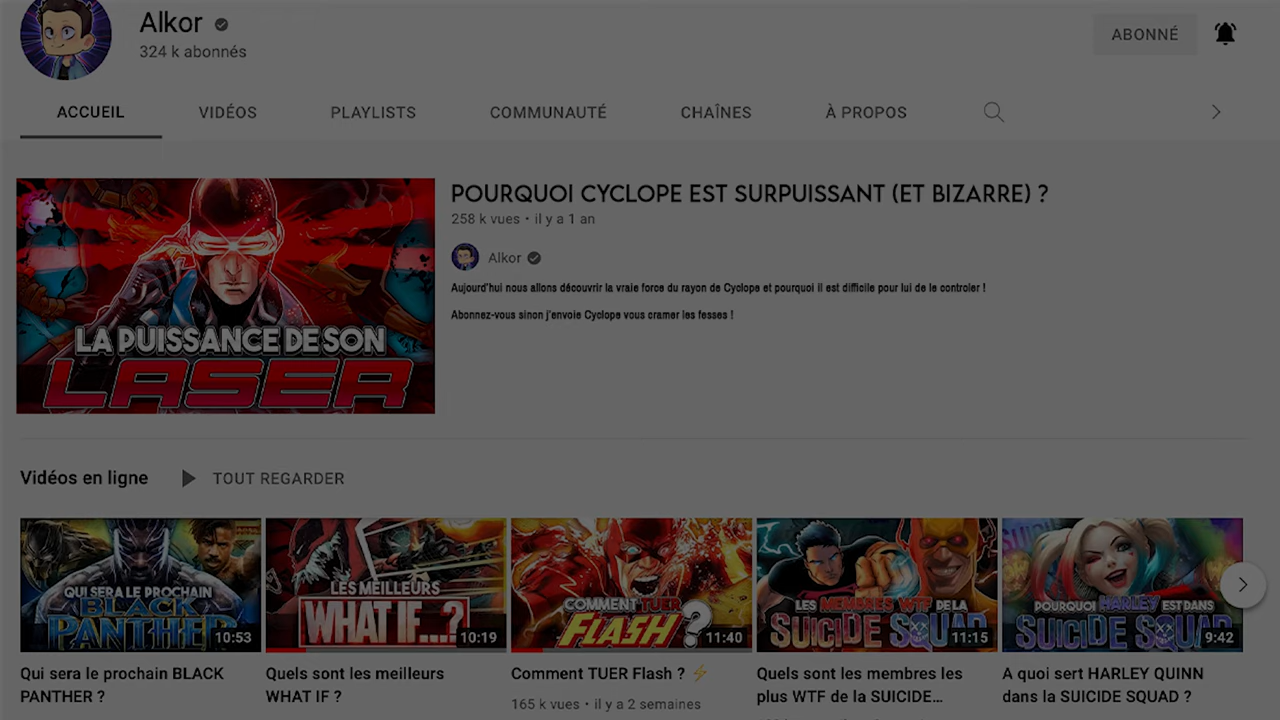 Alkor
324 k abonnés
ABONNÉ
ACCUEIL VIDÉOS PLAYLISTS COMMUNAUTÉ CHAÎNES À PROPOS
POURQUOI CYCLOPE EST SURPUISSANT (ET BIZARRE) ?
258 k vues • il y a 1 an
Alkor
Aujourd'hui nous allons découvrir la vraie force du rayon de Cyclope et pourquoi il est difficile pour lui de le controler !
Abonnez-vous sinon j'envoie Cyclope vous cramer les fesses !
LA PUISSANCE DE SON
LASER
Vidéos en ligne TOUT REGARDER
QUI SERA LE PROCHAIN
BLACK
PANTHER
10:53
LES MEILLEURS
WHAT IF...?
10:19
COMMENT TUER
FLASH ?
11:40
LES MEMBRES WTF DE LA
SUICIDE SQUAD
11:15
SUICID
POURQUOI HARLEY EST DANS
SUICIDE SQUAD
9:42
Qui sera le prochain BLACK
PANTHER ?
Quels sont les meilleurs
WHAT IF ?
Comment TUER Flash ? ⚡
165 k vues • il y a 2 semaines
Quels sont les membres les
plus WTF de la SUICIDE...
A quoi sert HARLEY QUINN
dans la SUICIDE SQUAD ?